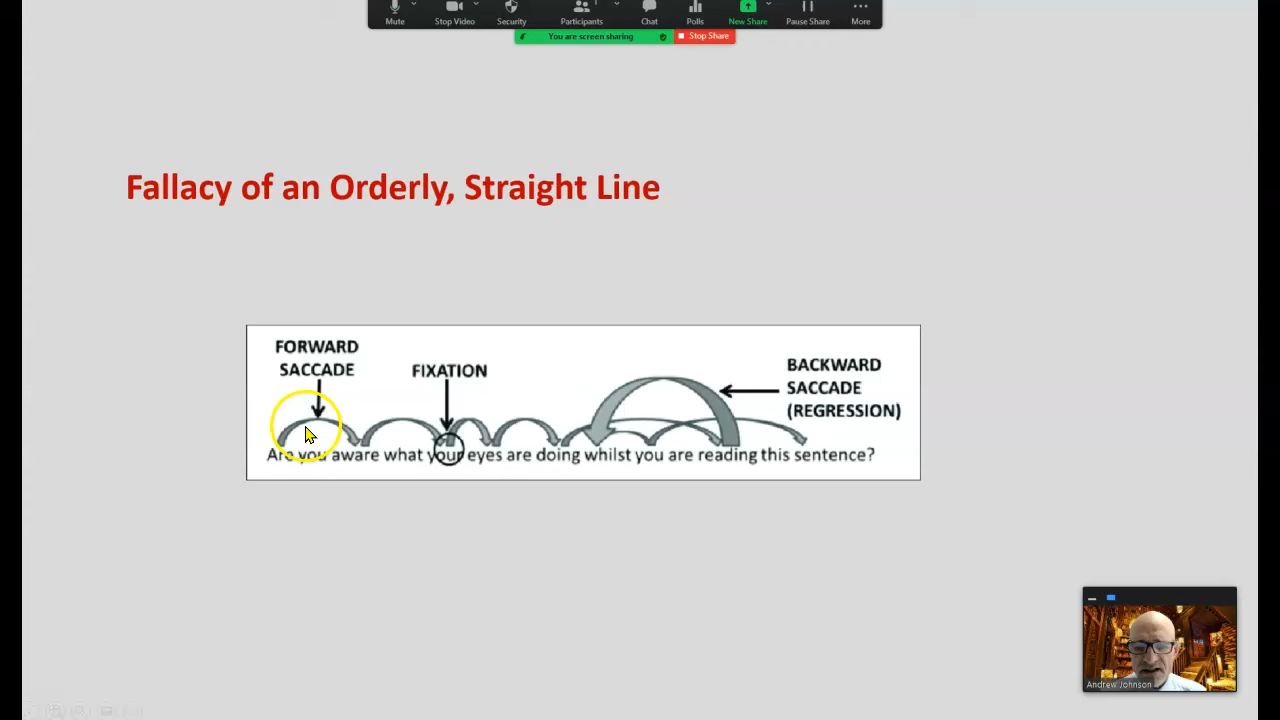 Mute
Stop Video
Security
Participants
Chat
Polls
New Share
Pause Share
More
You are screen sharing
Stop Share
Fallacy of an Orderly, Straight Line
FORWARD
SACCADE
FIXATION
BACKWARD
SACCADE
(REGRESSION)
Are you aware what your eyes are doing whilst you are reading this sentence?
Andrew Johnson